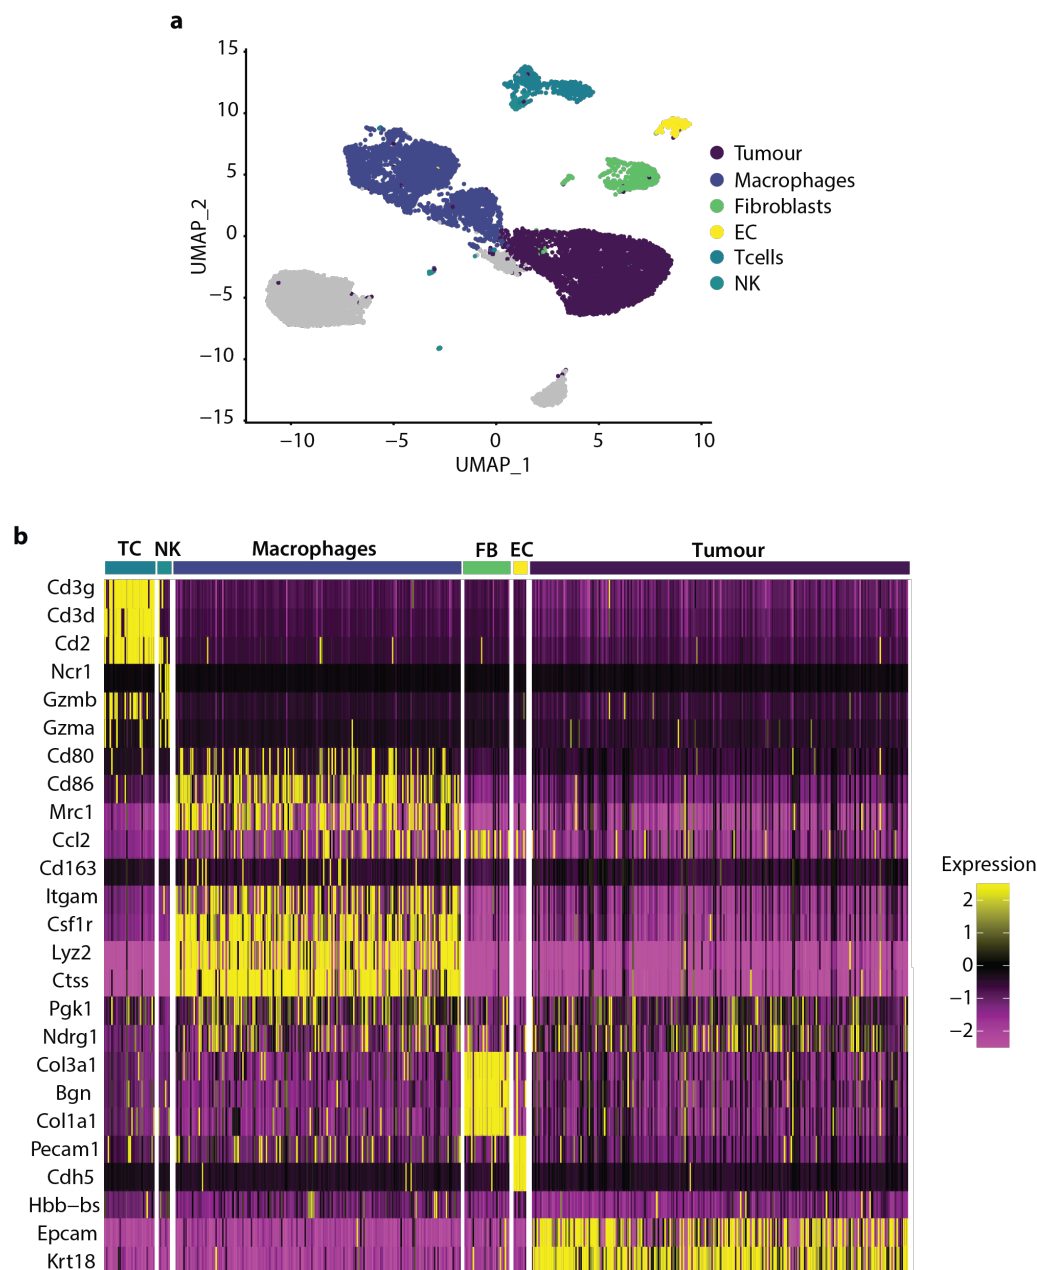 a
15
10
5
0
−5
−10
−15
UMAP_2
−10 −5 0 5 10
UMAP_1
Tumour
Macrophages
Fibroblasts
EC
Tcells
NK
b
TC NK Macrophages FB EC Tumour
Cd3g
Cd3d
Cd2
Ncr1
Gzmb
Gzma
Cd80
Cd86
Mrc1
Ccl2
Cd163
Itgam
Csf1r
Lyz2
Ctss
Pgk1
Ndrg1
Col3a1
Bgn
Col1a1
Pecam1
Cdh5
Hbb−bs
Epcam
Krt18
Expression
2
1
0
−1
−2